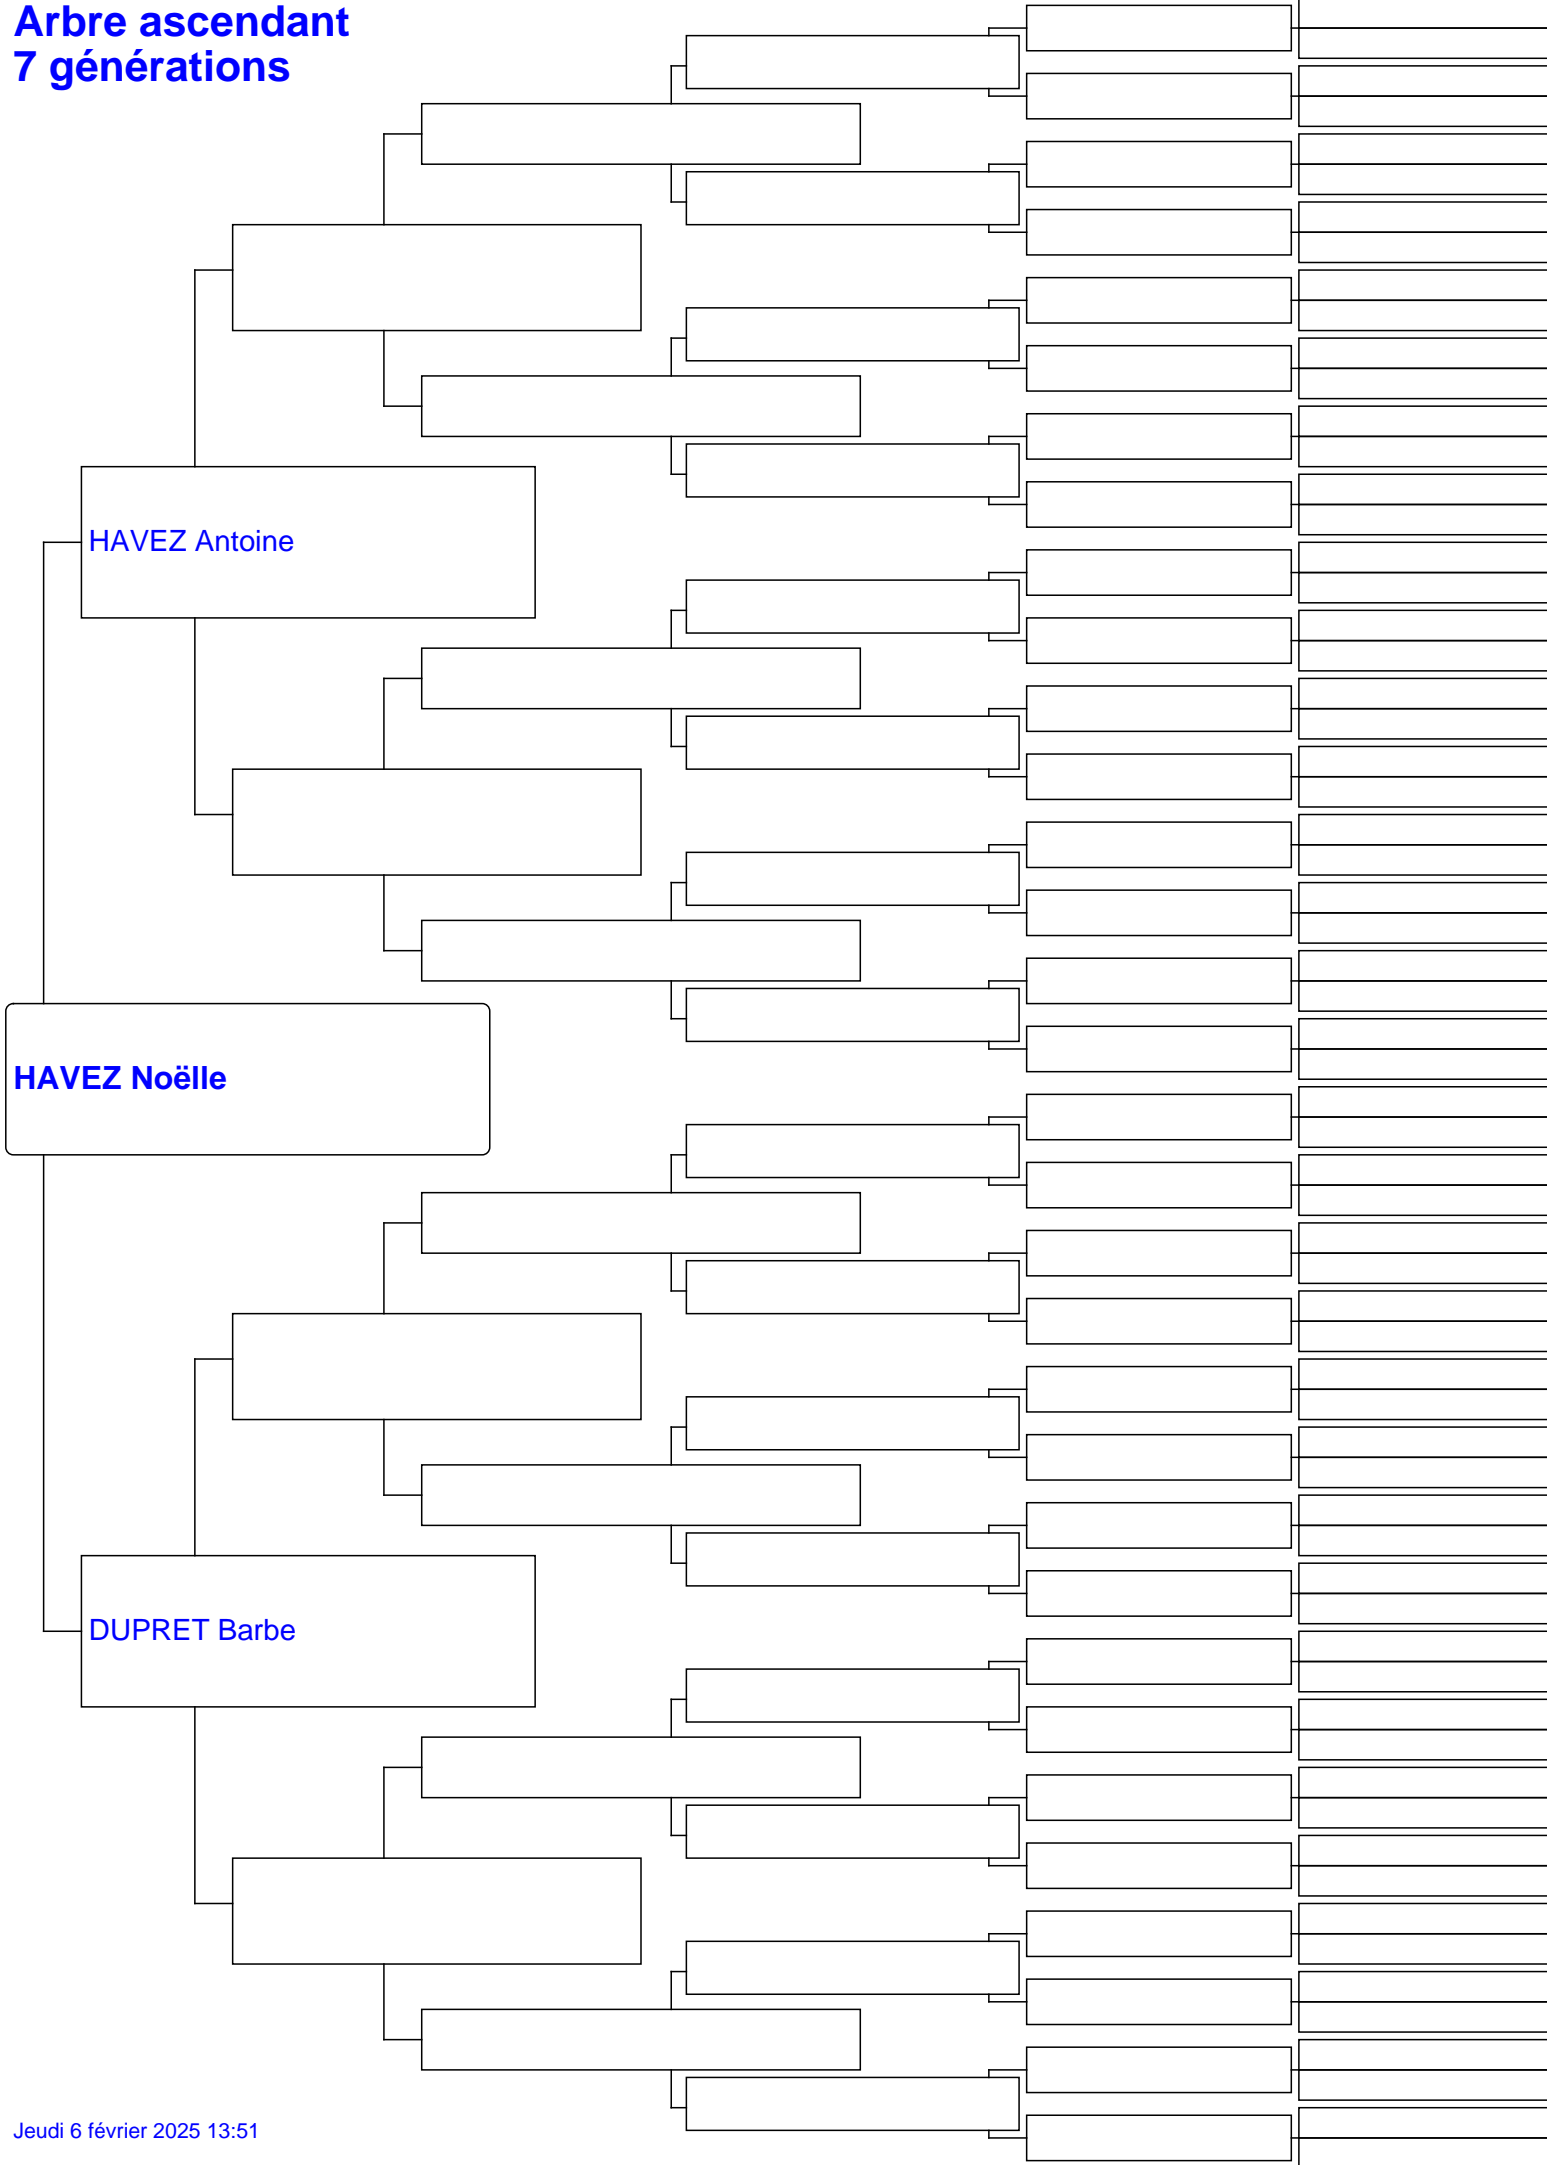 Arbre ascendant
7 générations
HAVEZ Antoine
HAVEZ Noëlle
DUPRET Barbe
Jeudi 6 février 2025 13:51